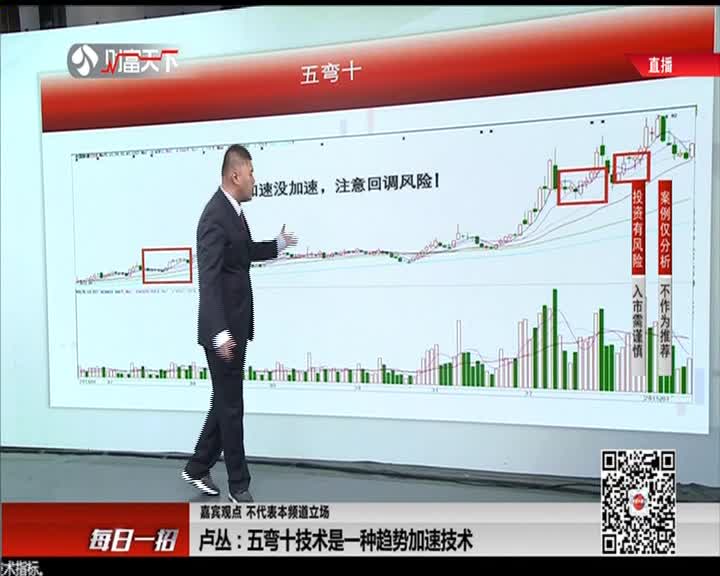 财富天下
五弯十
直播
加速没加速，注意回调风险！
案例仅分析 不作为推荐
投资有风险 入市需谨慎
嘉宾观点 不代表本频道立场
每日一招
卢丛：五弯十技术是一种趋势加速技术
术指标。